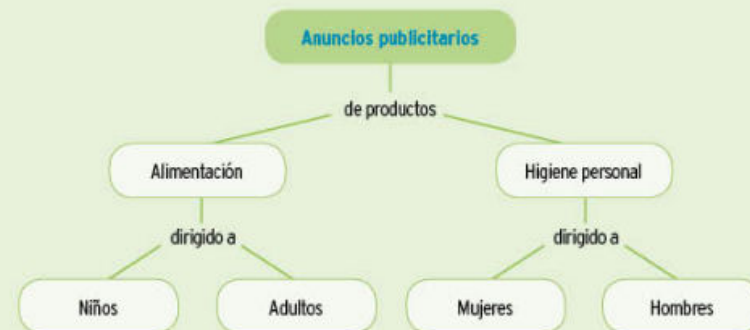 Anuncios publicitarios
de productos
Alimentación
Higiene personal
dirigido a
dirigido a
Niños
Adultos
Mujeres
Hombres